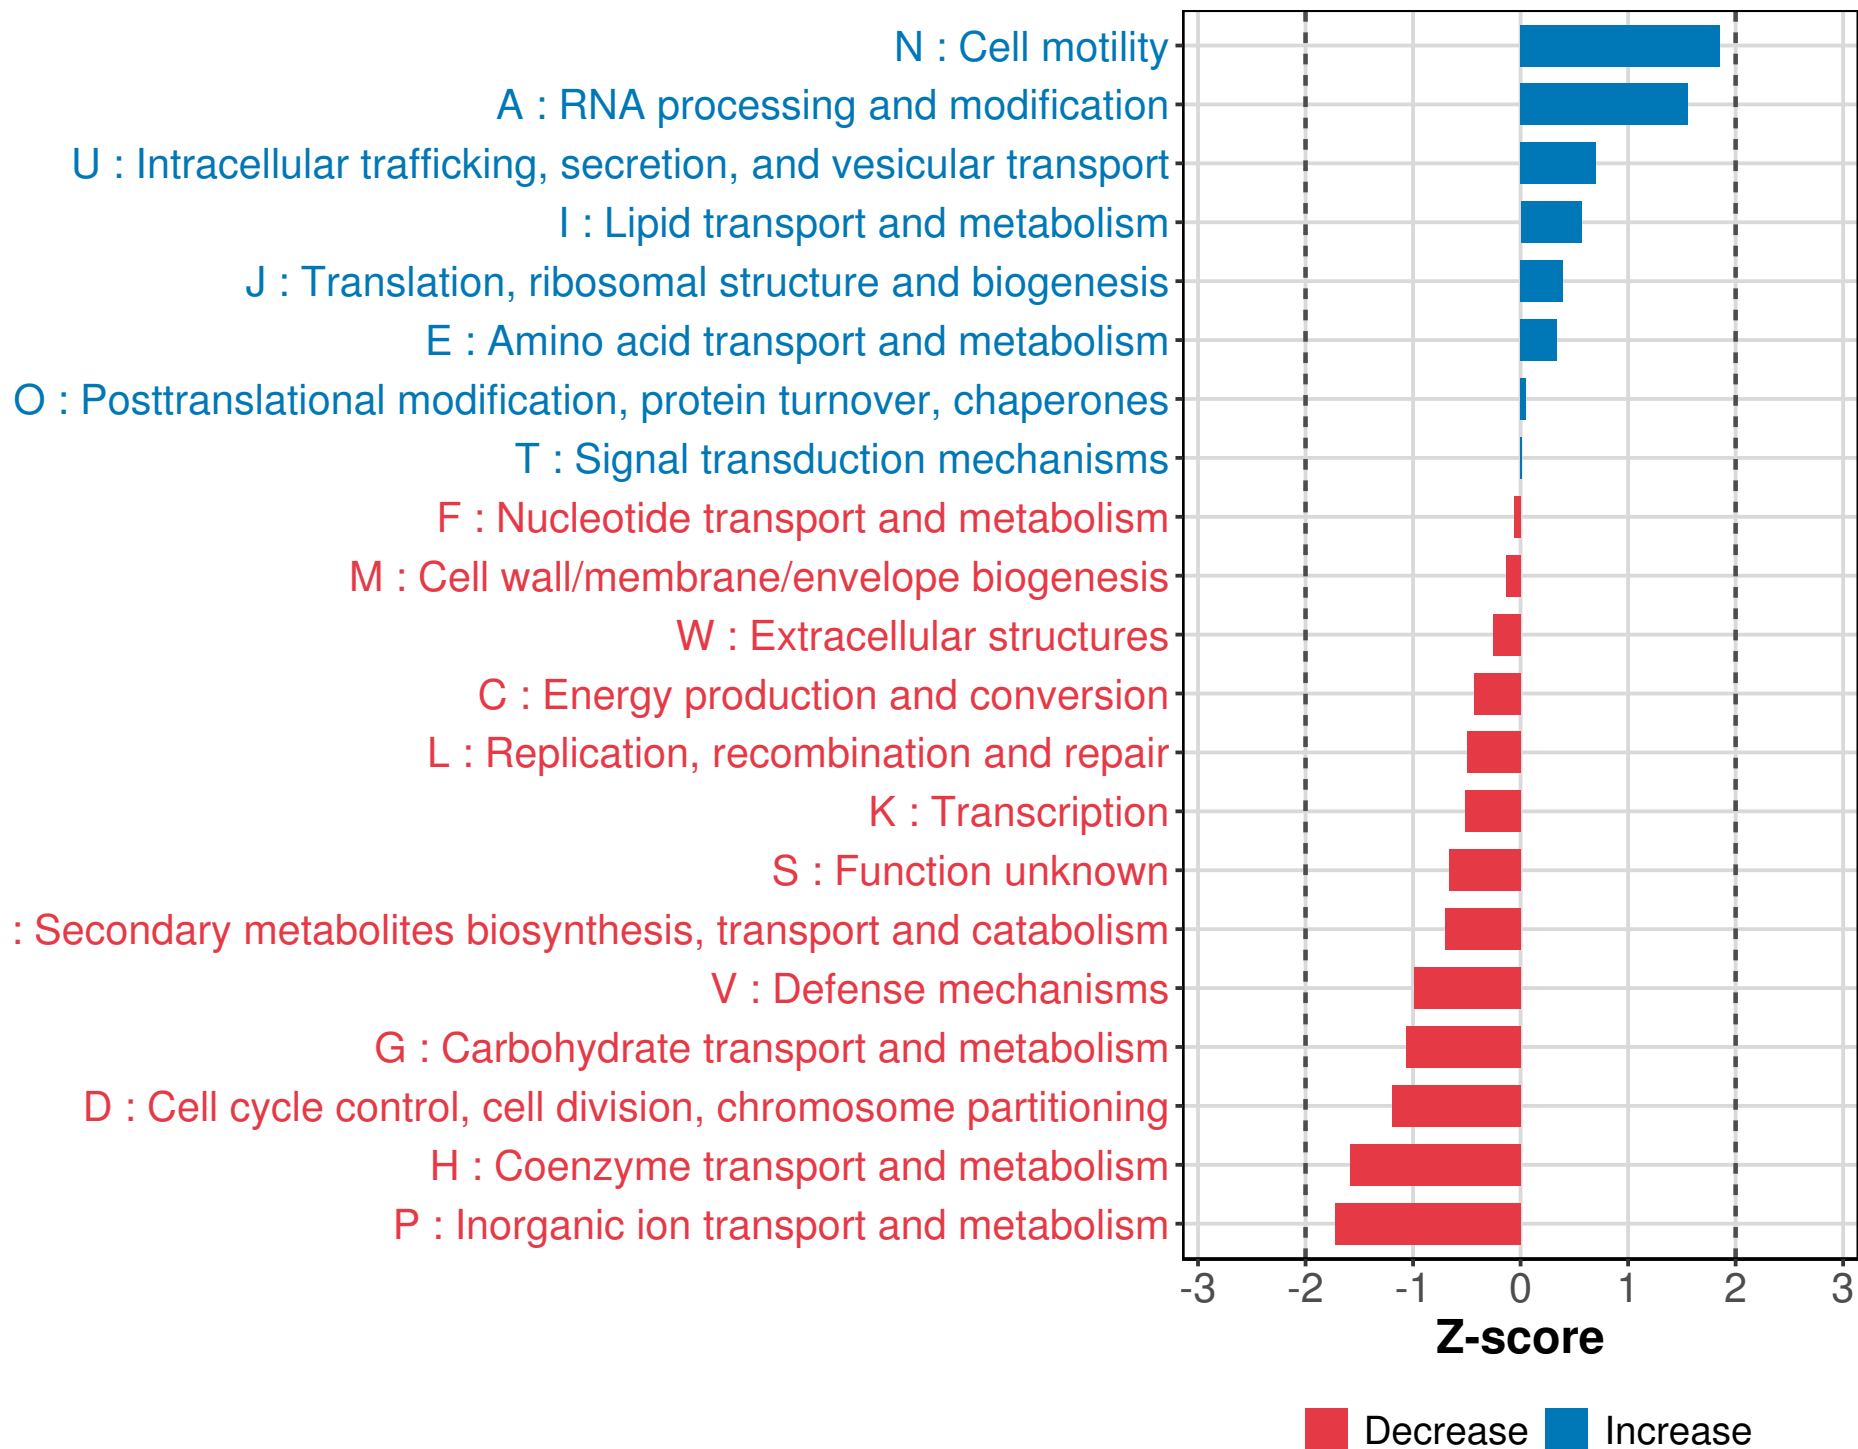 N : Cell motility
A : RNA processing and modification
U : Intracellular trafficking, secretion, and vesicular transport
I : Lipid transport and metabolism
J : Translation, ribosomal structure and biogenesis
E : Amino acid transport and metabolism
O : Posttranslational modification, protein turnover, chaperones
T : Signal transduction mechanisms
F : Nucleotide transport and metabolism
M : Cell wall/membrane/envelope biogenesis
W : Extracellular structures
C : Energy production and conversion
L : Replication, recombination and repair
K : Transcription
S : Function unknown
: Secondary metabolites biosynthesis, transport and catabolism
V : Defense mechanisms
G : Carbohydrate transport and metabolism
D : Cell cycle control, cell division, chromosome partitioning
H : Coenzyme transport and metabolism
P : Inorganic ion transport and metabolism
-3 -2 -1 0 1 2 3
Z-score
Decrease Increase